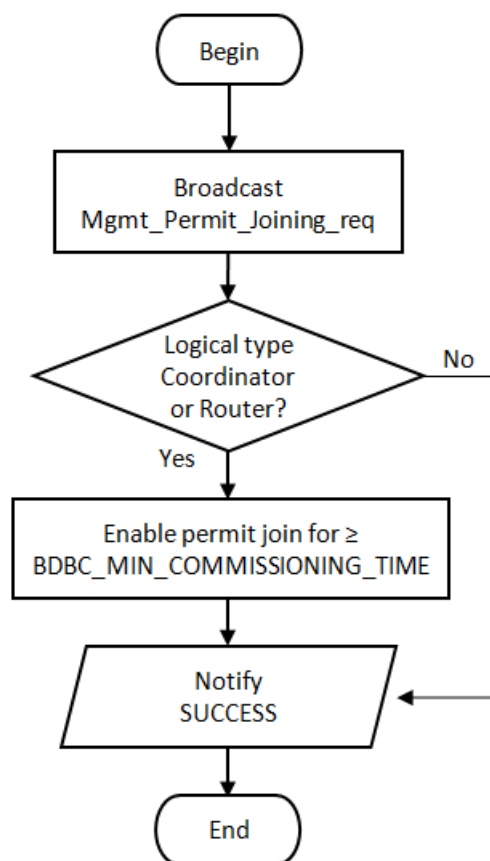 Begin
Broadcast
Mgmt_Permit_Joining_req
Logical type
Coordinator
or Router?
No
Yes
Enable permit join for ≥
BDBC_MIN_COMMISSIONING_TIME
Notify
SUCCESS
End